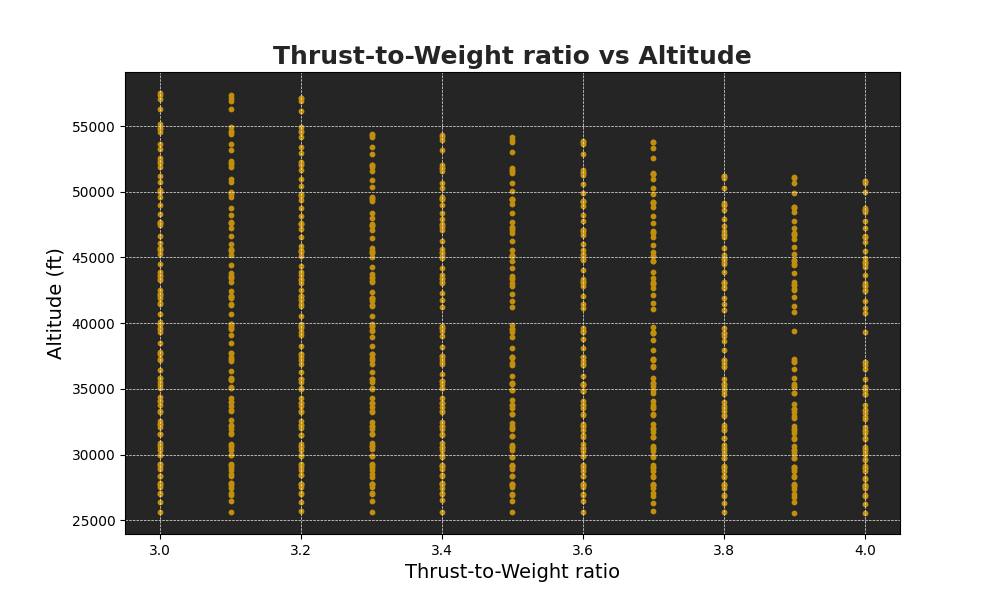 Thrust-to-Weight ratio vs Altitude
55000
50000
45000
40000
35000
30000
25000
Altitude (ft)
3.0 3.2 3.4 3.6 3.8 4.0
Thrust-to-Weight ratio